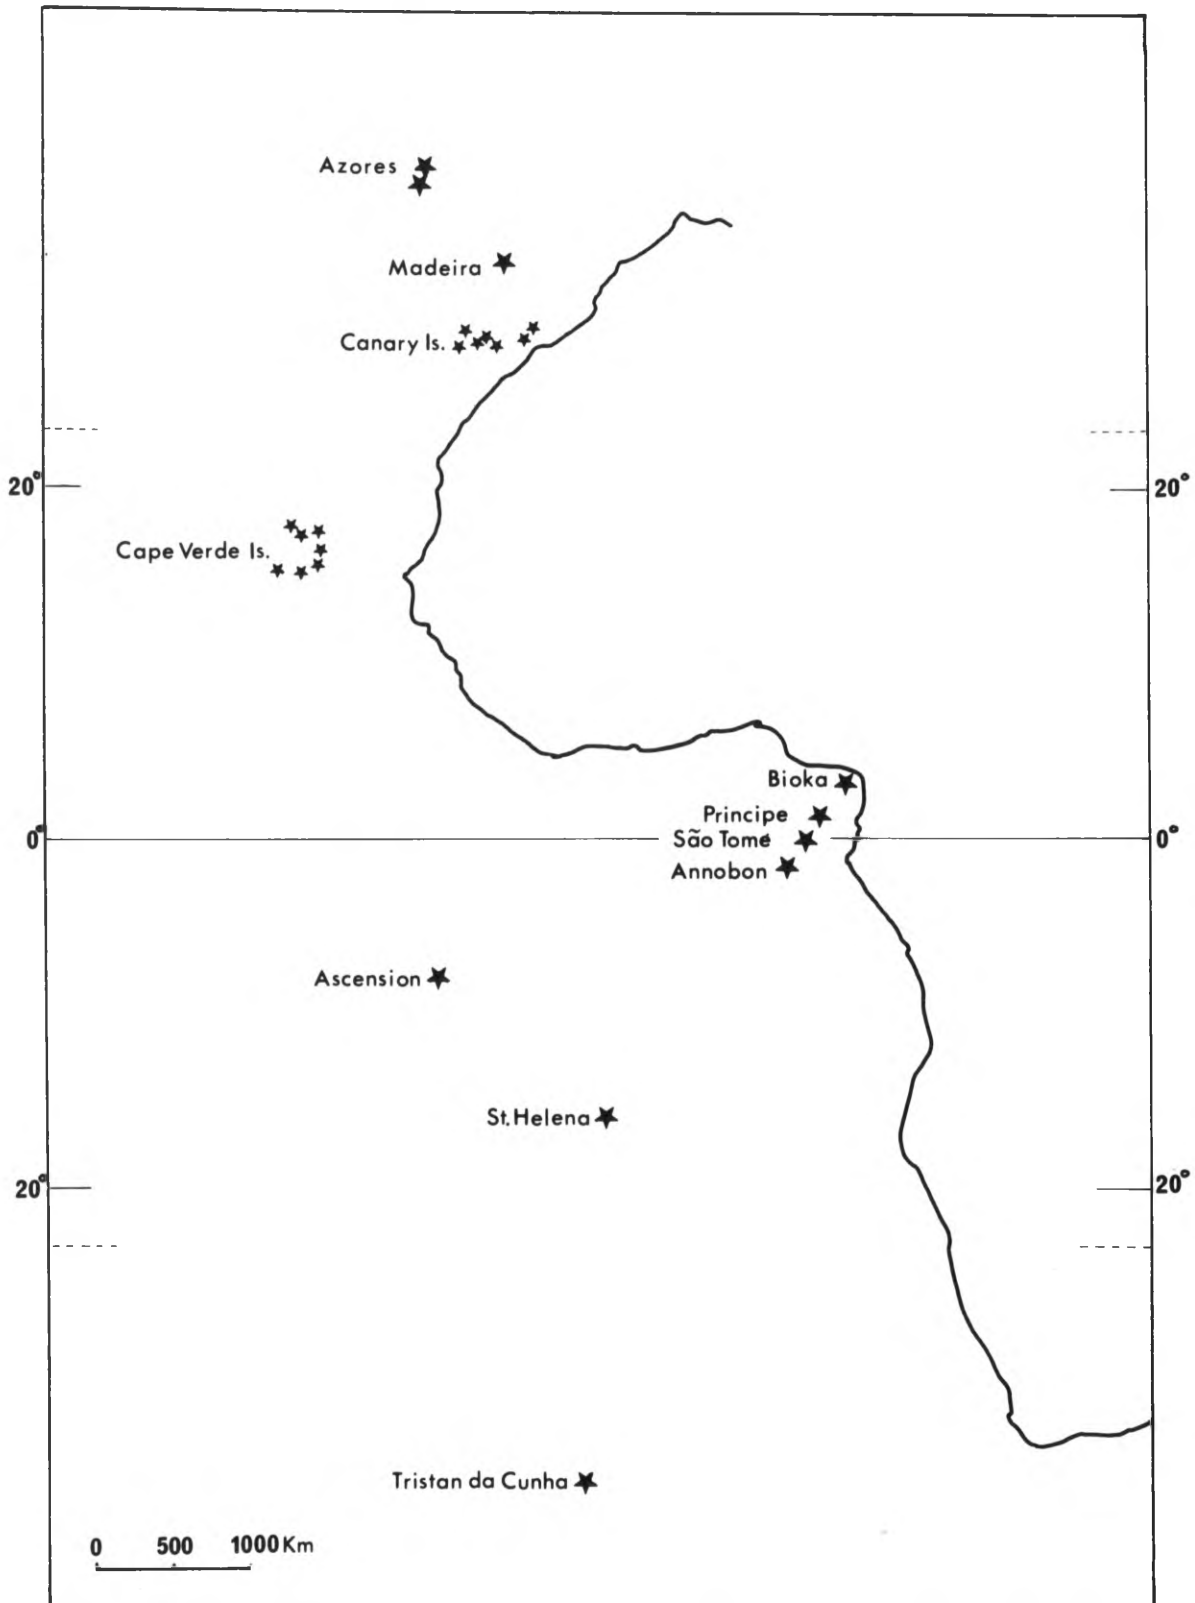 Azores
Madeira
Canary Is.
20° 20°
Cape Verde Is.
Bioka
Principe
0° São Tomé 0°
Annobon
Ascension
St. Helena
20° 20°
Tristan da Cunha
0 500 1000 Km